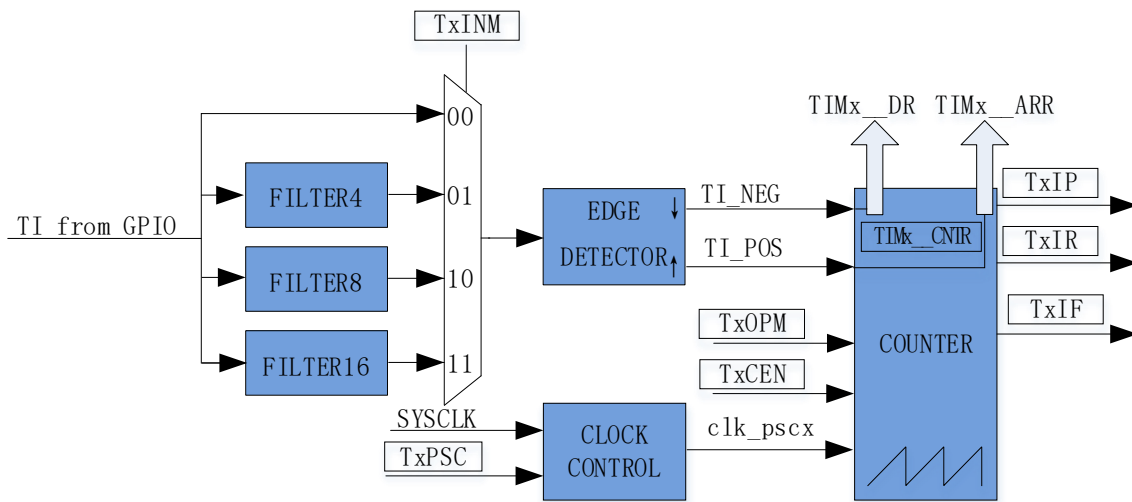 TxINM
TIMx__DR
TIMx__ARR
00
FILTER4
01
TI from GPIO
EDGE ↓
DETECTOR↑
TI_NEG
TI_POS
TIMx__CNTR
TxIP
TxIR
TxIF
FILTER8
10
FILTER16
11
TxOPM
TxCEN
COUNTER
SYSCLK
TxPSC
CLOCK
CONTROL
clk_pscx